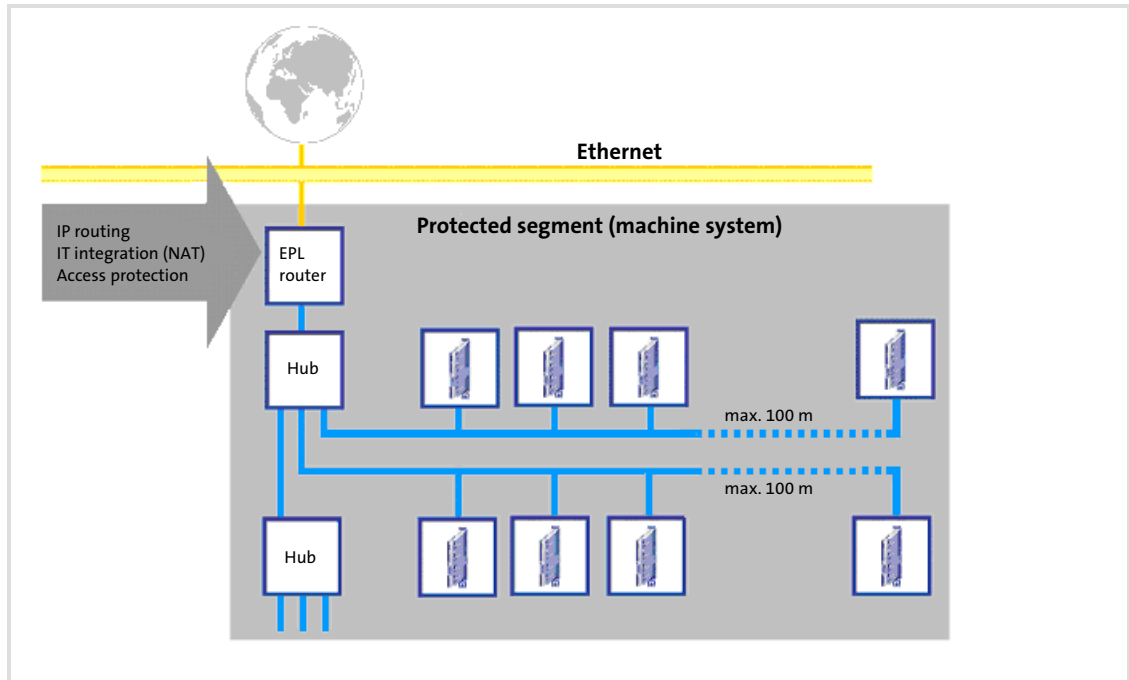 Ethernet
Protected segment (machine system)
IP routing
IT integration (NAT)
Access protection
EPL
router
Hub
max. 100 m
max. 100 m
Hub